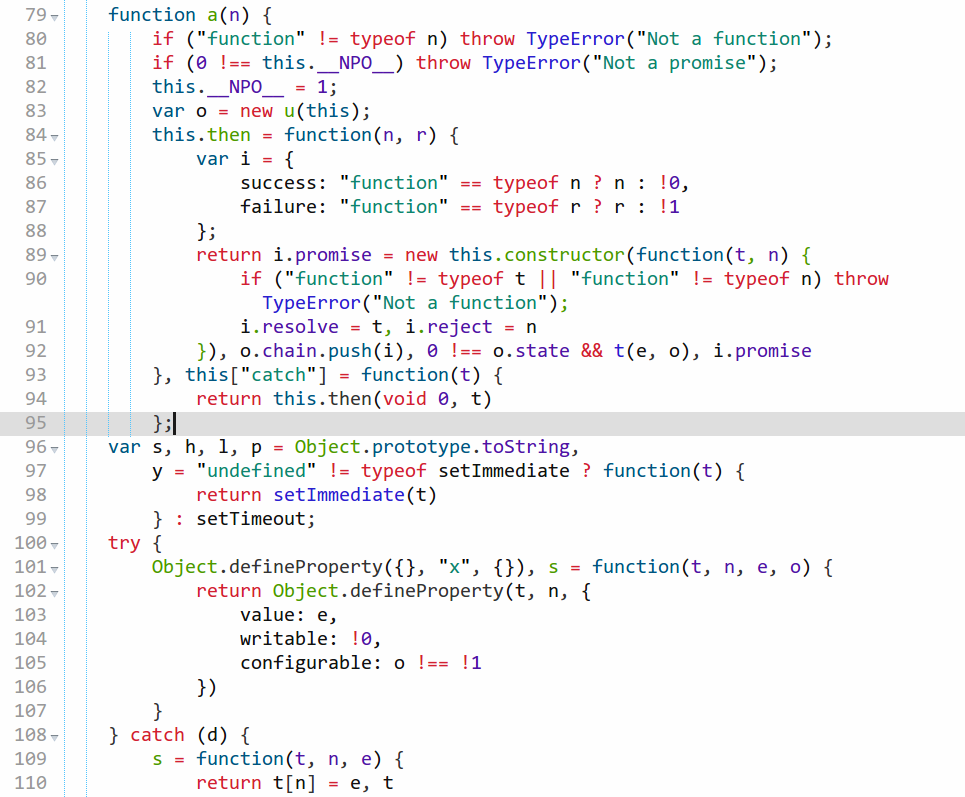 79 function a(n) {
80 if ("function" != typeof n) throw TypeError("Not a function");
81 if (0 !== this.__NPO__) throw TypeError("Not a promise");
82 this.__NPO__ = 1;
83 var o = new u(this);
84 this.then = function(n, r) {
85 var i = {
86 success: "function" == typeof n ? n : !0,
87 failure: "function" == typeof r ? r : !1
88 };
89 return i.promise = new this.constructor(function(t, n) {
90 if ("function" != typeof t || "function" != typeof n) throw
TypeError("Not a function");
91 i.resolve = t, i.reject = n
92 }), o.chain.push(i), 0 !== o.state && t(e, o), i.promise
93 }, this["catch"] = function(t) {
94 return this.then(void 0, t)
95 };
96 var s, h, l, p = Object.prototype.toString,
97 y = "undefined" != typeof setImmediate ? function(t) {
98 return setImmediate(t)
99 } : setTimeout;
100 try {
101 Object.defineProperty({}, "x", {}), s = function(t, n, e, o) {
102 return Object.defineProperty(t, n, {
103 value: e,
104 writable: !0,
105 configurable: o !== !1
106 })
107 }
108 } catch (d) {
109 s = function(t, n, e) {
110 return t[n] = e, t